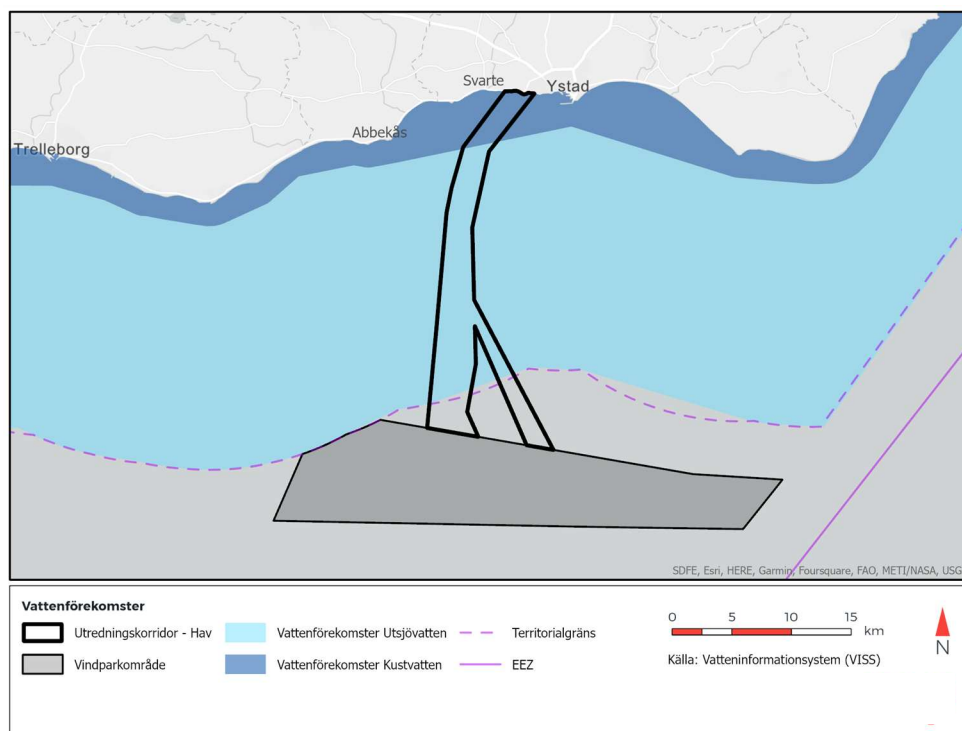 Svarte
Ystad
Abbekås
Trelleborg
SDFE, Esri, HERE, Garmin, Foursquare, FAO, METI/NASA, USG
Vattenförekomster
Utredningskorridor - Hav
Vattenförekomster Utsjövatten
Territorialgräns
Vindparkområde
Vattenförekomster Kustvatten
EEZ
0 5 10 15
km
Källa: Vatteninformationsystem (VISS)
N